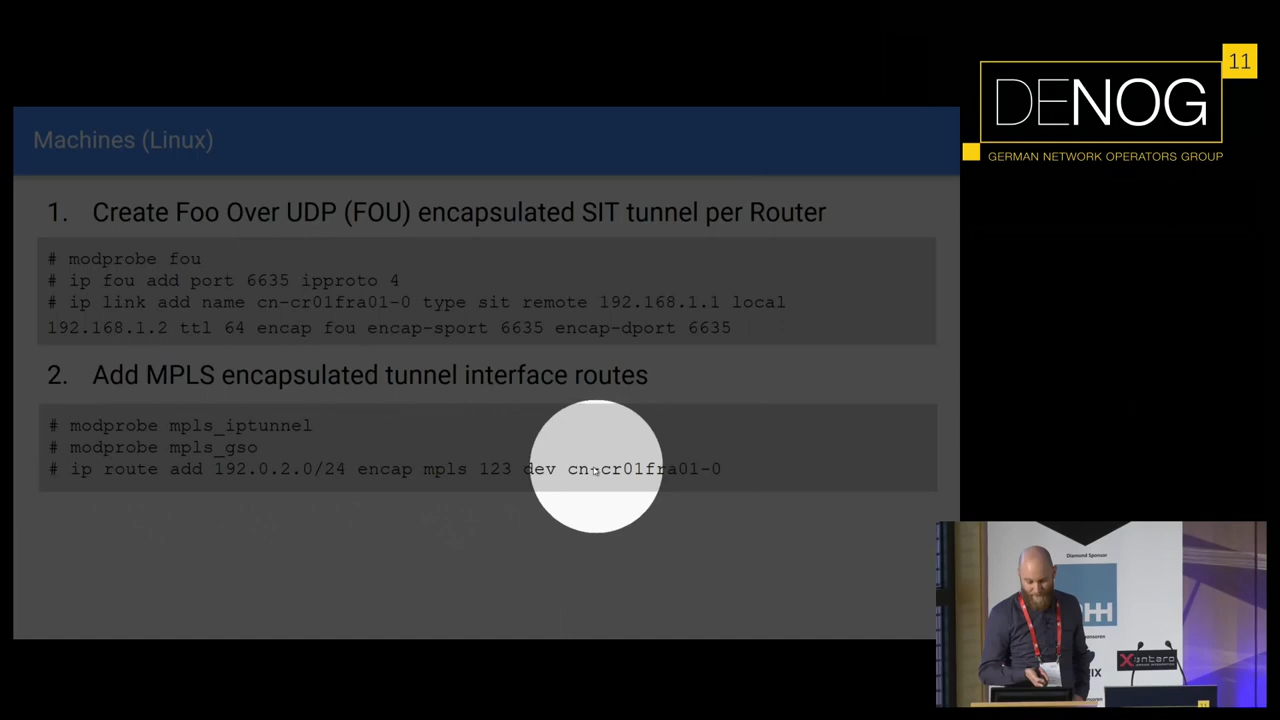 11
DENOG
GERMAN NETWORK OPERATORS GROUP
Machines (Linux)
1. Create Foo Over UDP (FOU) encapsulated SIT tunnel per Router
# modprobe fou
# ip fou add port 6635 ipproto 4
# ip link add name cn-cr01fra01-0 type sit remote 192.168.1.1 local
192.168.1.2 ttl 64 encap fou encap-sport 6635 encap-dport 6635
2. Add MPLS encapsulated tunnel interface routes
# modprobe mpls_iptunnel
# modprobe mpls_gso
# ip route add 192.0.2.0/24 encap mpls 123 dev cn-cr01fra01-0
Diamond Sponsor
Xantaro
11